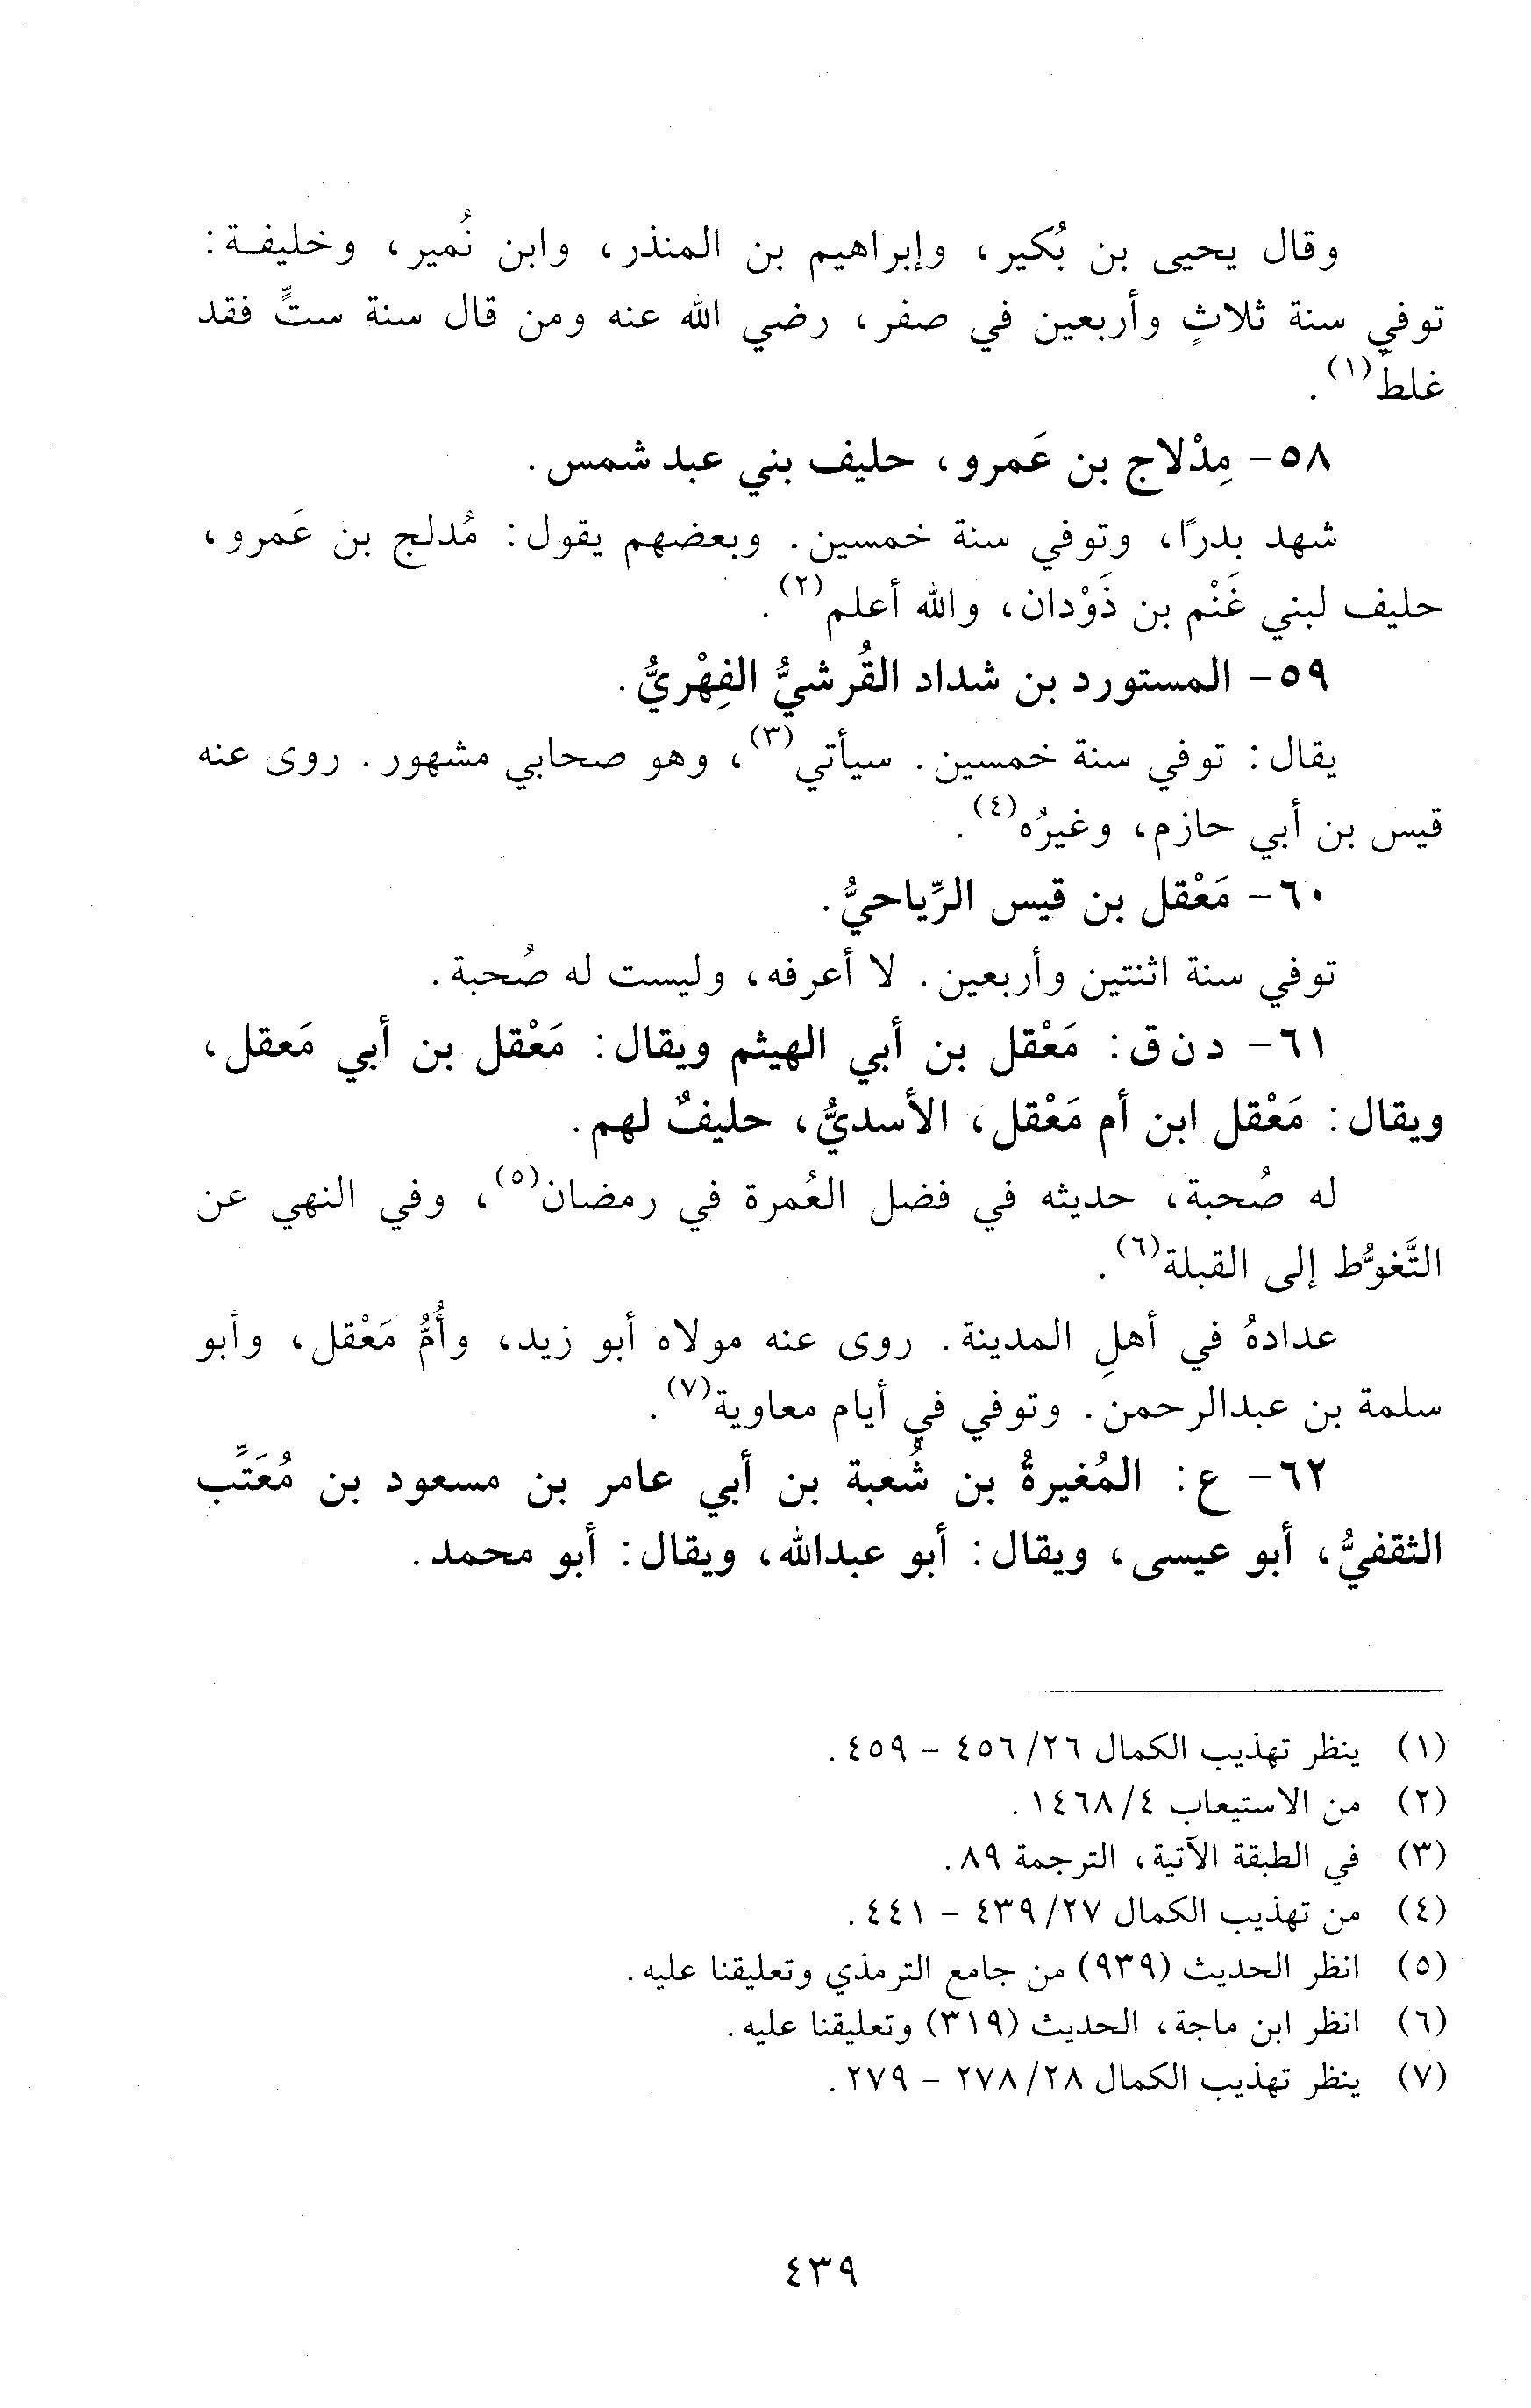 وقال يحيى بن بُكير، وإبراهيم بن المنذر، وابن نُمير، وخليفة:
توفي سنة ثلاثٍ وأربعين في صفر، رضي الله عنه ومن قال سنة ستٍّ فقد
غلط(١).
٥٨- مِدْلاج بن عَمرو، حليف بني عبد شمس.
شهد بدرًا، وتوفي سنة خمسين. وبعضهم يقول: مُدلج بن عَمرو،
حليف لبني غَنْم بن ذَوْدان، والله أعلم(٢).
٥٩- المستورد بن شداد القُرشيُّ الفِهْريُّ.
يقال: توفي سنة خمسين. سيأتي(٣)، وهو صحابي مشهور. روى عنه
قيس بن أبي حازم، وغيرُه(٤).
٦٠- مَعْقل بن قيس الرِّياحيُّ.
توفي سنة اثنتين وأربعين. لا أعرفه، وليست له صُحبة.
٦١- د ن ق: مَعْقل بن أبي الهيثم ويقال: مَعْقل بن أبي مَعقل،
ويقال: مَعْقل ابن أم مَعْقل، الأسديُّ، حليفٌ لهم.
له صُحبة، حديثه في فضل العُمرة في رمضان(٥)، وفي النهي عن
التَّغوُّط إلى القبلة(٦).
عدادهُ في أهلِ المدينة. روى عنه مولاه أبو زيد، وأُمُّ مَعْقل، وأبو
سلمة بن عبدالرحمن. وتوفي في أيام معاوية(٧).
٦٢- ع: المُغيرةُ بن شُعبة بن أبي عامر بن مسعود بن مُعَتِّب
الثقفيُّ، أبو عيسى، ويقال: أبو عبدالله، ويقال: أبو محمد.
(١) ينظر تهذيب الكمال ٢٦/ ٤٥٦ - ٤٥٩.
(٢) من الاستيعاب ٤/ ١٤٦٨.
(٣) في الطبقة الآتية، الترجمة ٨٩.
(٤) من تهذيب الكمال ٢٧/ ٤٣٩ - ٤٤١.
(٥) انظر الحديث (٩٣٩) من جامع الترمذي وتعليقنا عليه.
(٦) انظر ابن ماجة، الحديث (٣١٩) وتعليقنا عليه.
(٧) ينظر تهذيب الكمال ٢٨/ ٢٧٨ - ٢٧٩.
٤٣٩